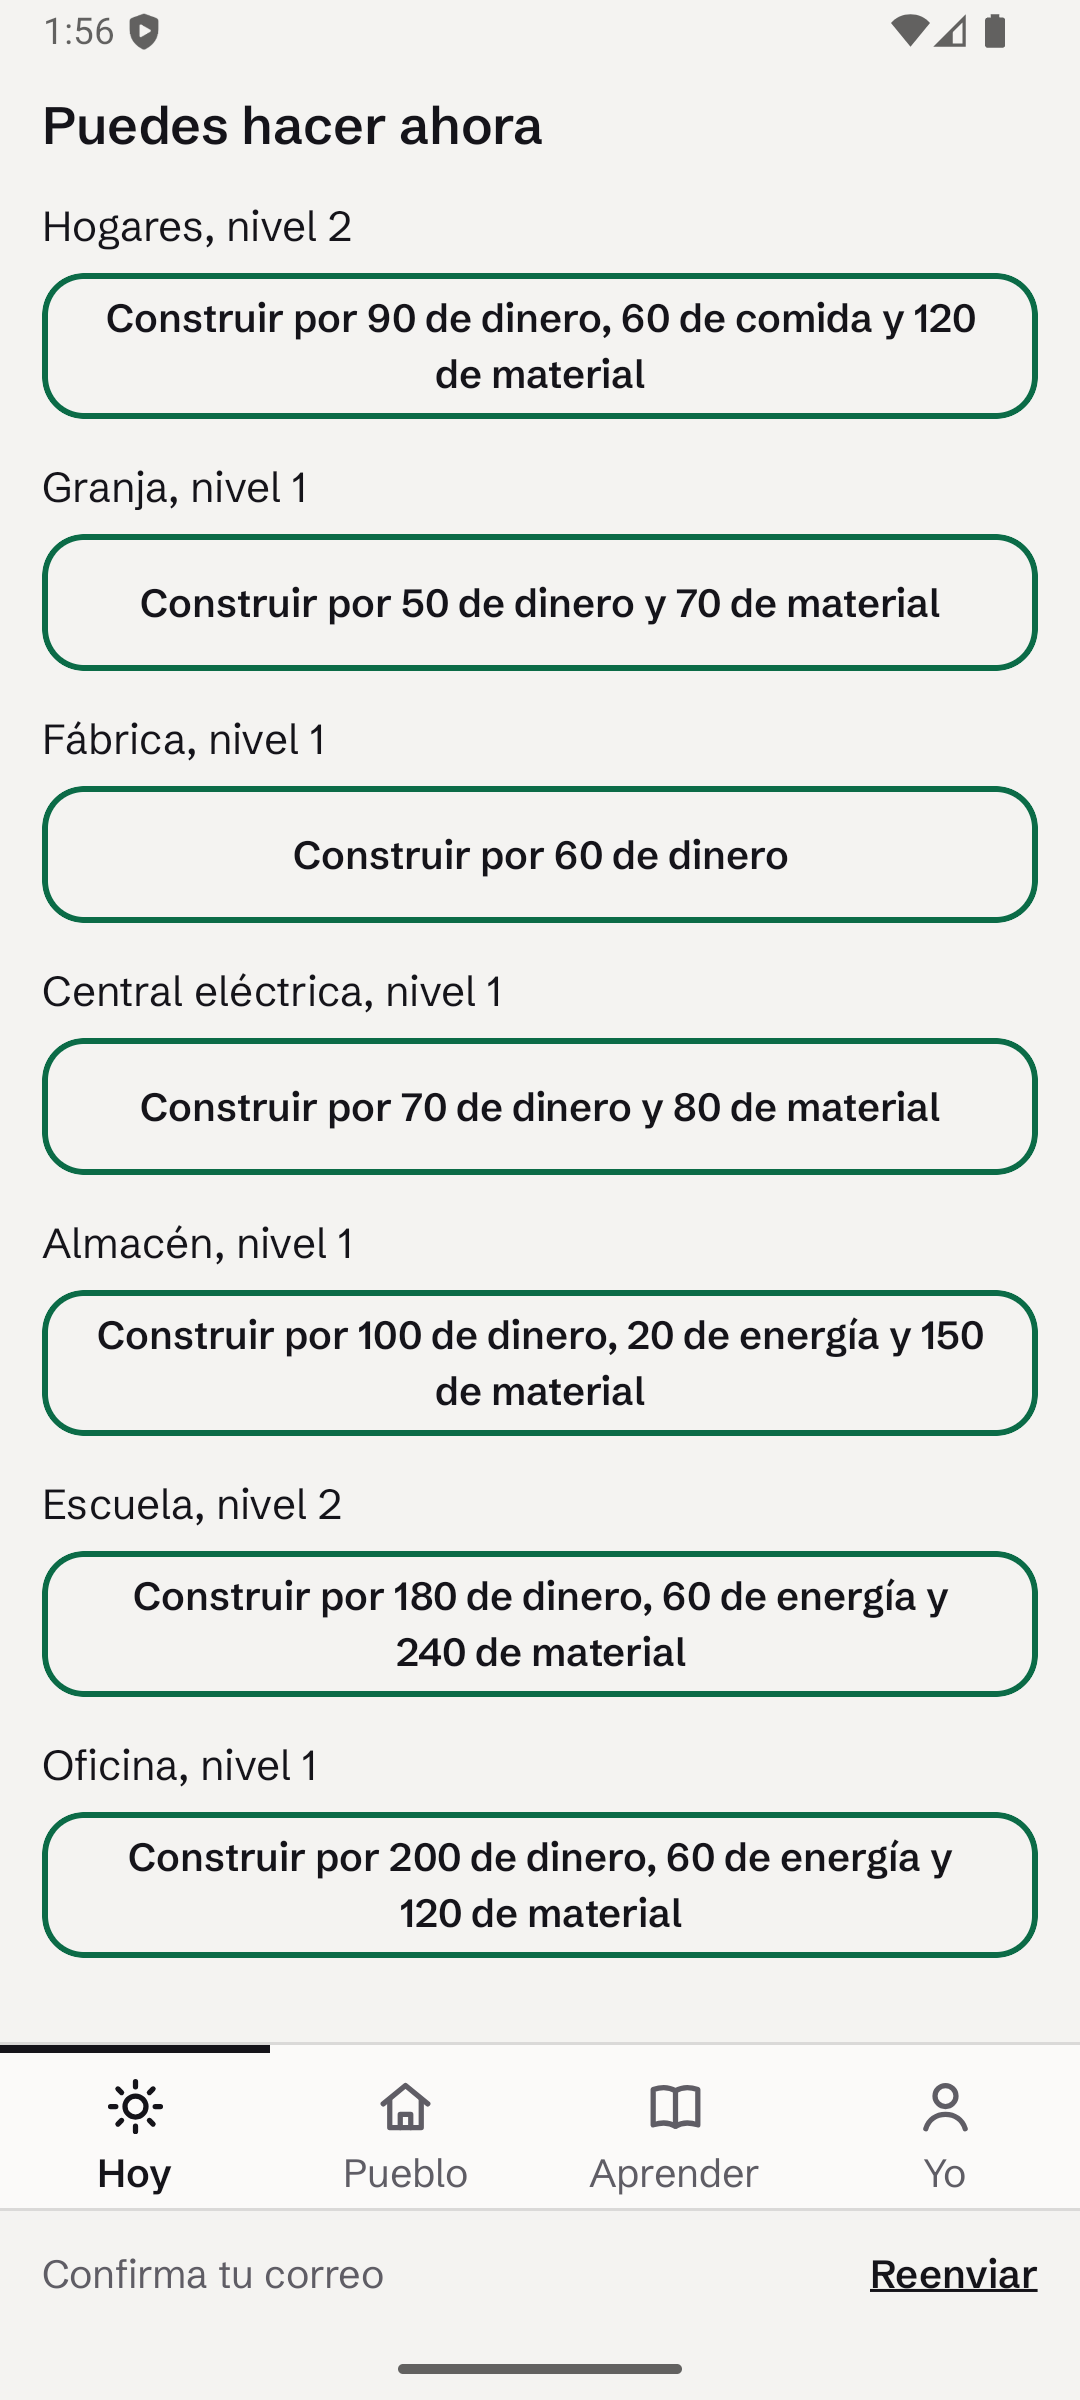 1:56
Puedes hacer ahora
Hogares, nivel 2
Construir por 90 de dinero, 60 de comida y 120
de material
Granja, nivel 1
Construir por 50 de dinero y 70 de material
Fábrica, nivel 1
Construir por 60 de dinero
Central eléctrica, nivel 1
Construir por 70 de dinero y 80 de material
Almacén, nivel 1
Construir por 100 de dinero, 20 de energía y 150
de material
Escuela, nivel 2
Construir por 180 de dinero, 60 de energía y
240 de material
Oficina, nivel 1
Construir por 200 de dinero, 60 de energía y
120 de material
Hoy
Pueblo
Aprender
Yo
Confirma tu correo
Reenviar